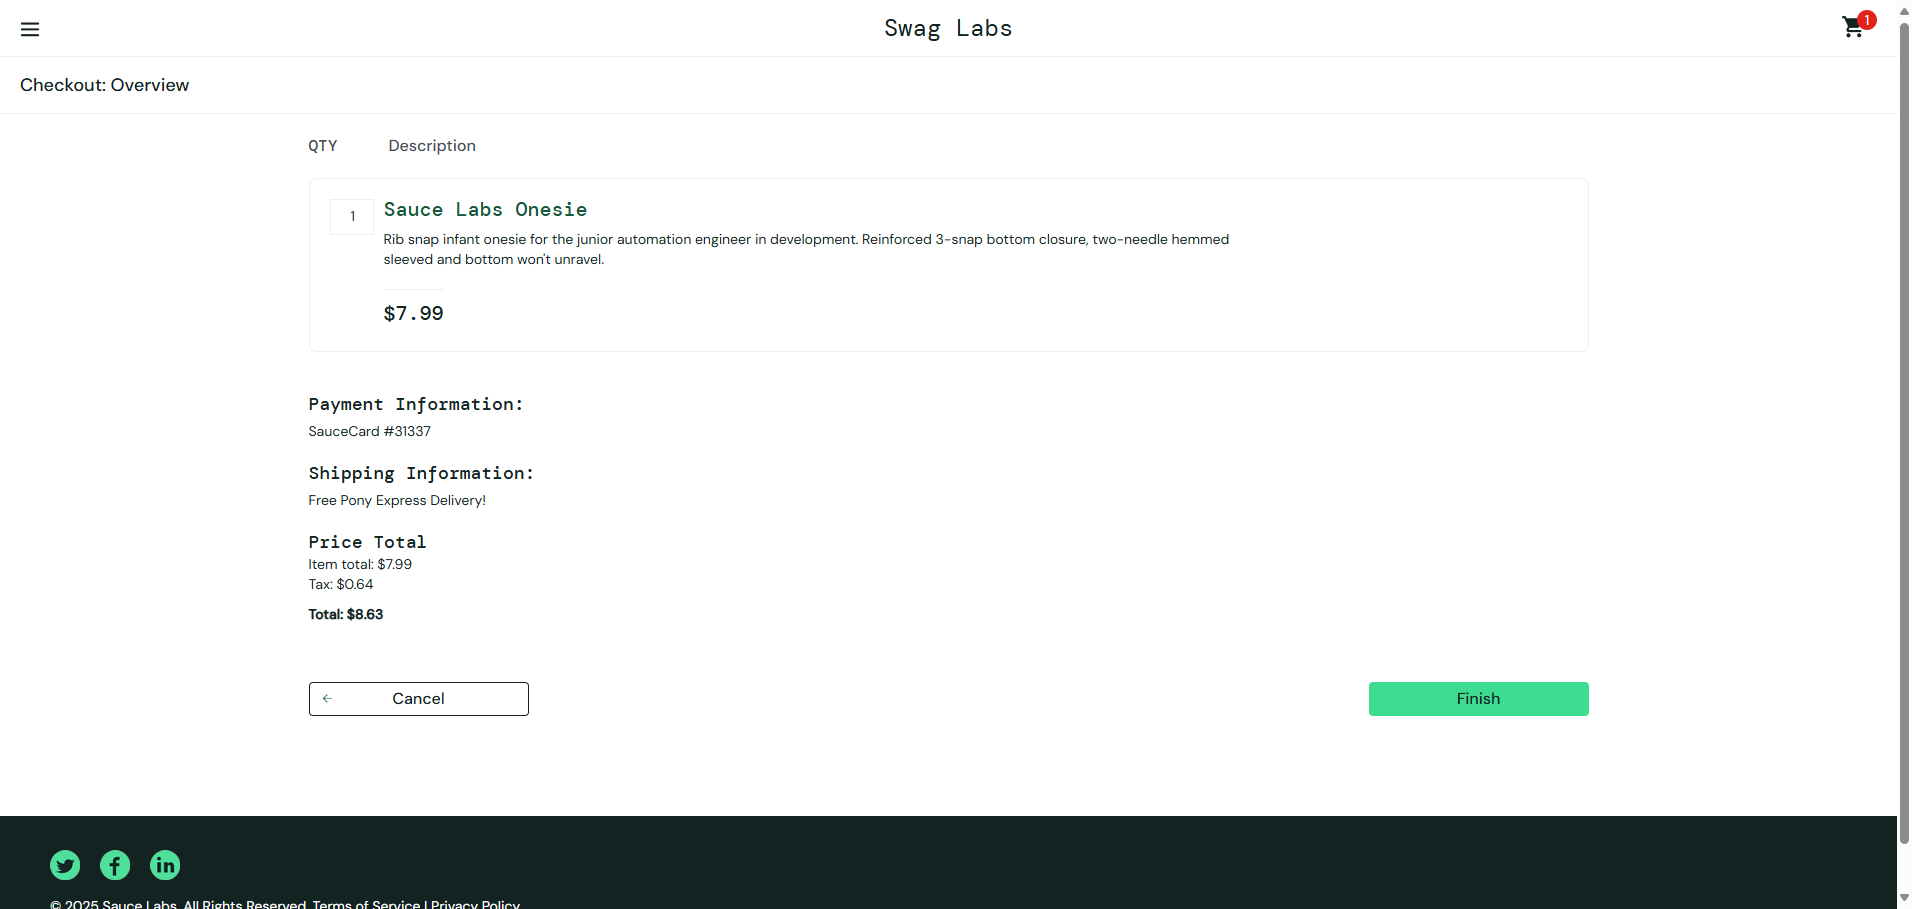 Swag Labs
1
Checkout: Overview
QTY Description
1
Sauce Labs Onesie
Rib snap infant onesie for the junior automation engineer in development. Reinforced 3-snap bottom closure, two-needle hemmed
sleeved and bottom won't unravel.
$7.99
Payment Information:
SauceCard #31337
Shipping Information:
Free Pony Express Delivery!
Price Total
Item total: $7.99
Tax: $0.64
Total: $8.63
Cancel
Finish
© 2025 Sauce Labs. All Rights Reserved. Terms of Service | Privacy Policy